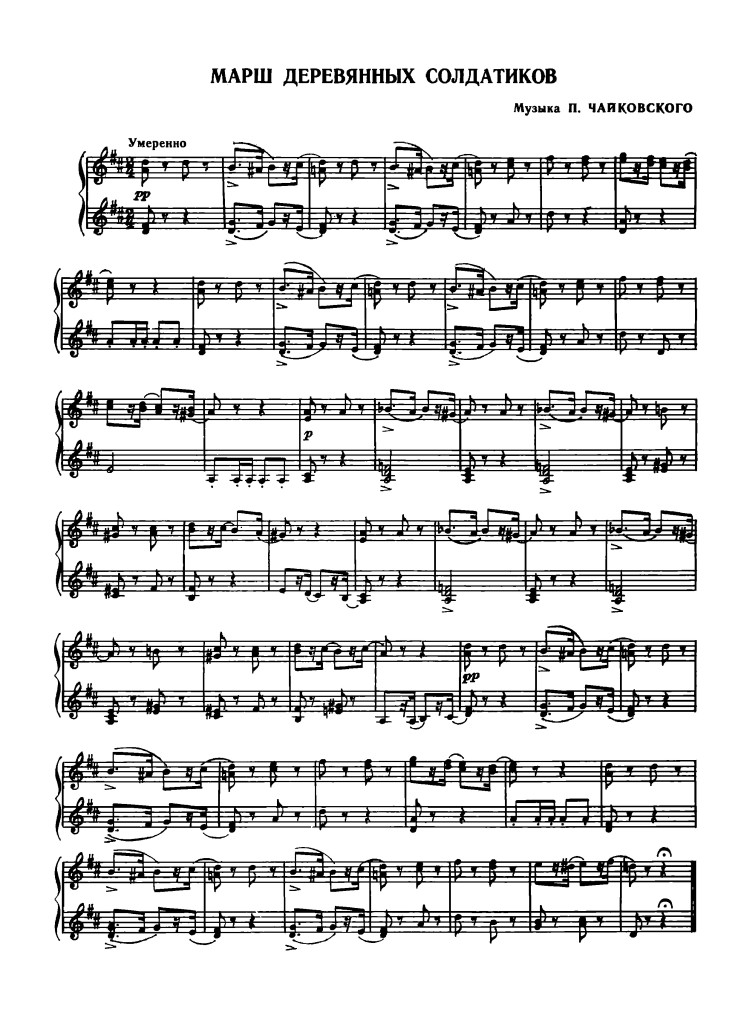 МАРШ ДЕРЕВЯННЫХ СОЛДАТИКОВ
Музыка П. ЧАЙКОВСКОГО
Умеренно
pp
p
pp